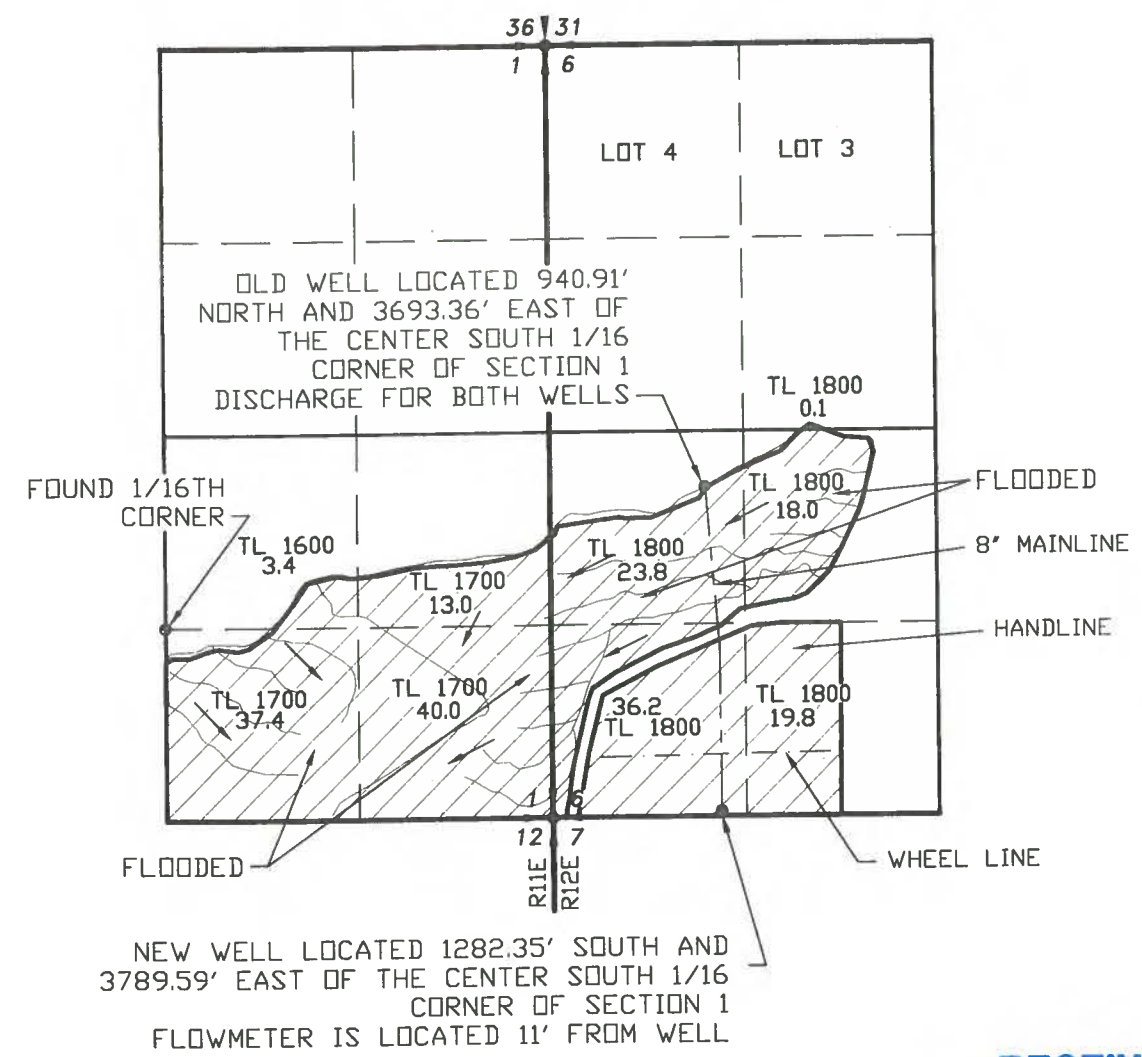 36 31
1 6
LOT 4
LOT 3
OLD WELL LOCATED 940.91'
NORTH AND 3693.36' EAST OF
THE CENTER SOUTH 1/16
CORNER OF SECTION 1
DISCHARGE FOR BOTH WELLS
TL 1800
0.1
FOUND 1/16TH
CORNER
TL 1600
3.4
TL 1700
13.0
TL 1800
23.8
TL 1800
18.0
FLOODED
8" MAINLINE
HANDLINE
TL 1700
37.4
TL 1700
40.0
36.2
TL 1800
TL 1800
19.8
1 6
12 7
R11E
R12E
FLOODED
WHEEL LINE
NEW WELL LOCATED 1282.35' SOUTH AND
3789.59' EAST OF THE CENTER SOUTH 1/16
CORNER OF SECTION 1
FLOWMETER IS LOCATED 11' FROM WELL